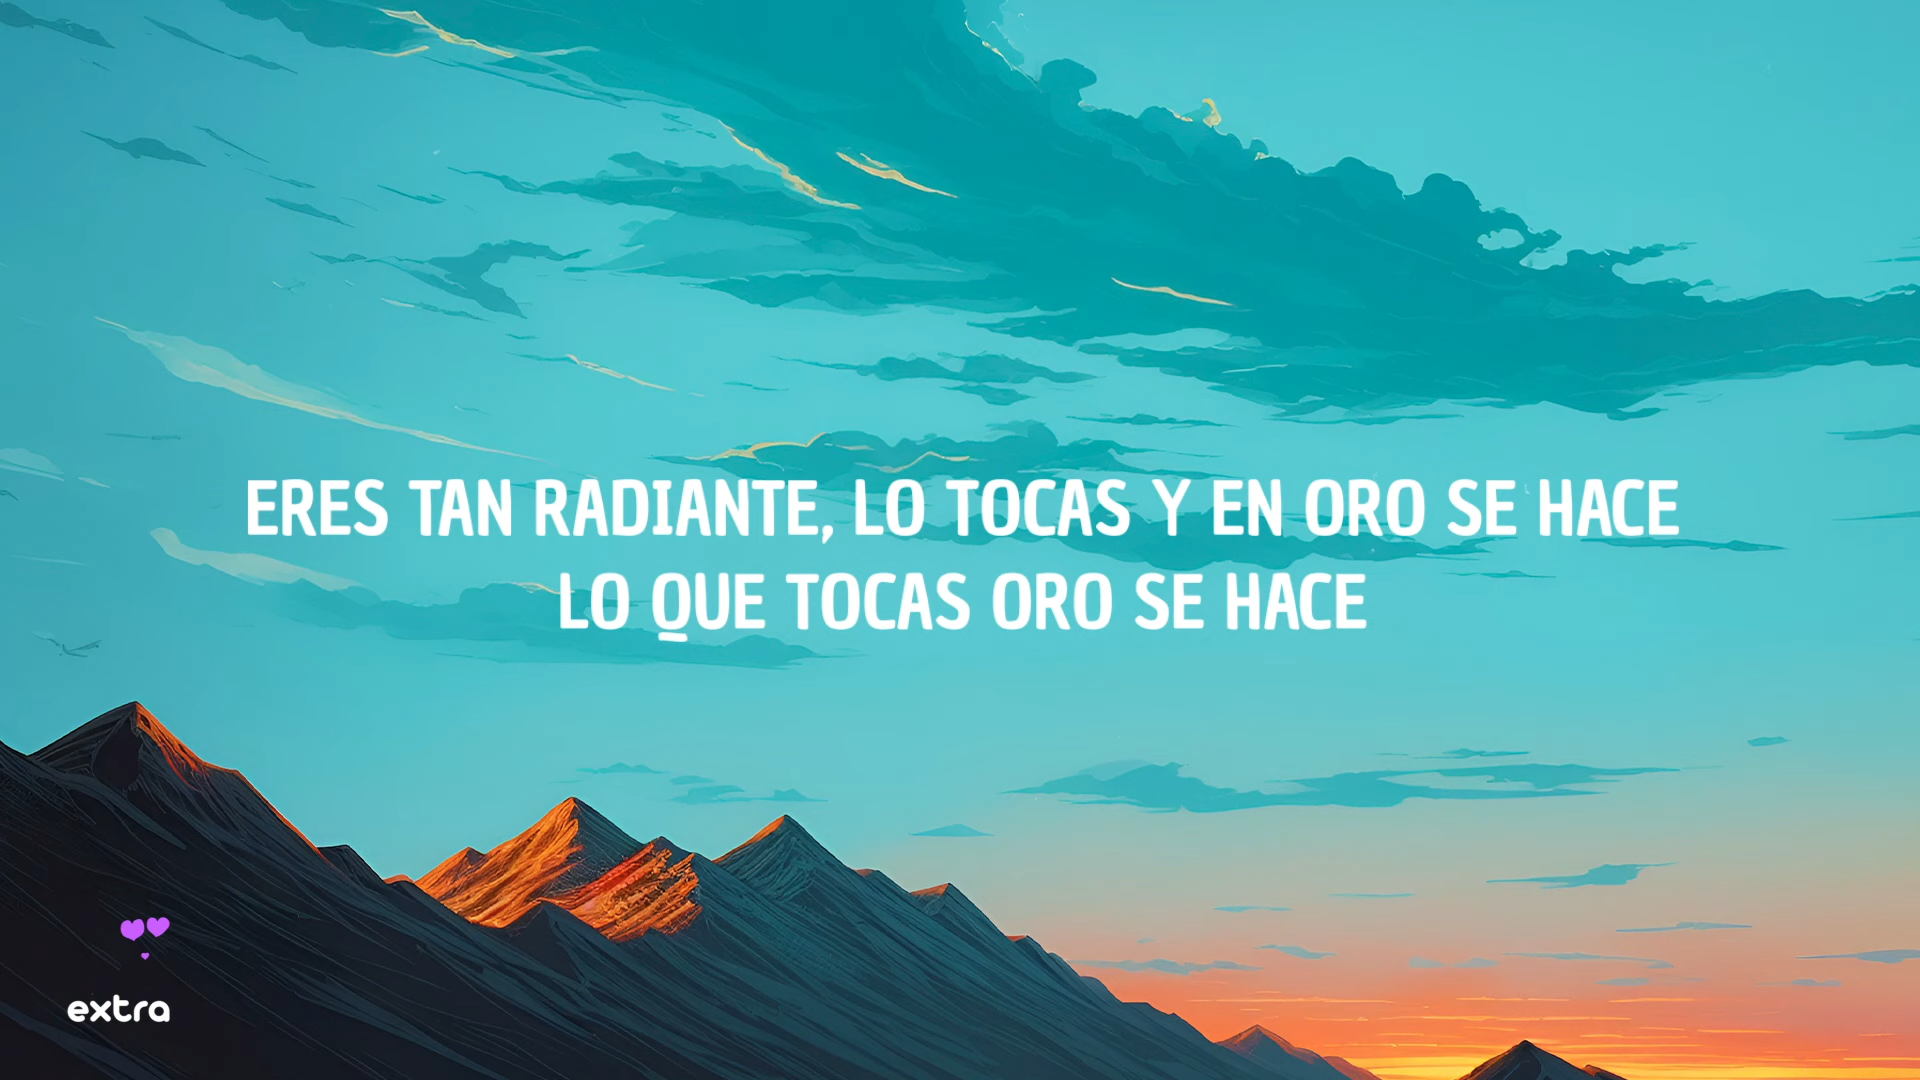 ERES TAN RADIANTE, LO TOCAS Y EN ORO SE HACE
LO QUE TOCAS ORO SE HACE
extra